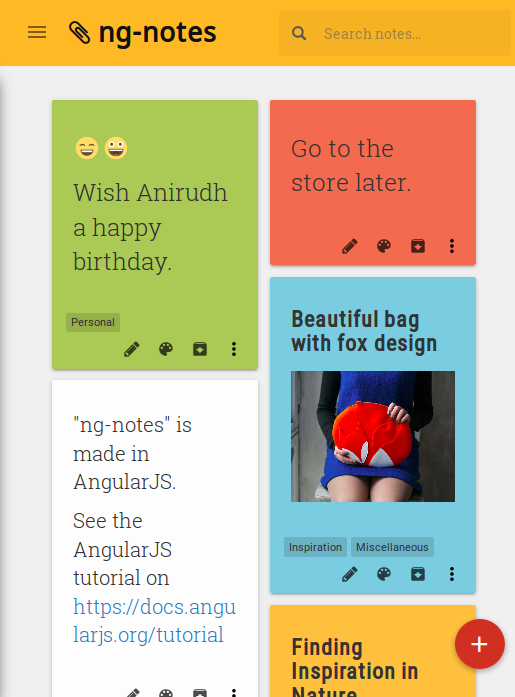 ng-notes
Search notes...
😄😀
Wish Anirudh
a happy
birthday.
Personal
"ng-notes" is
made in
AngularJS.
See the
AngularJS
tutorial on
https://docs.angu
larjs.org/tutorial
Go to the
store later.
Beautiful bag
with fox design
Inspiration Miscellaneous
Finding
Inspiration in
Nature